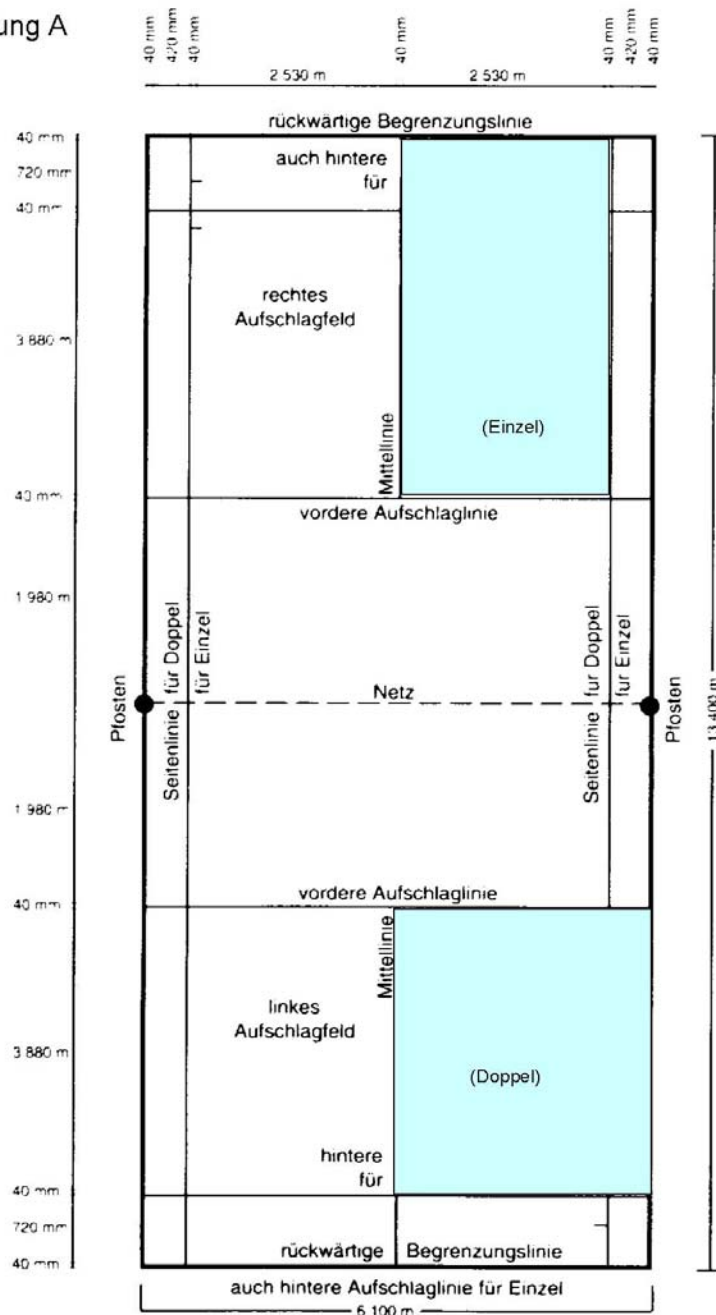 ung A
40 mm
420 mm
40 mm
40 mm
40 mm
420 mm
40 mm
2 530 m
2 530 m
rückwärtige Begrenzungslinie
40 mm
720 mm
40 mm
auch hintere
für
rechtes
Aufschlagfeld
3 880 m
(Einzel)
Mittellinie
40 mm
vordere Aufschlaglinie
1 980 m
Seitenlinie für Doppel
für Einzel
Seitenlinie fur Doppel
fur Einzel
Pfosten
Netz
Pfosten
13 400 m
1 980 m
vordere Aufschlaglinie
40 mm
Mittellinie
linkes
Aufschlagfeld
3 880 m
(Doppel)
hintere
für
40 mm
720 mm
40 mm
rückwärtige Begrenzungslinie
auch hintere Aufschlaglinie für Einzel
6 100 m